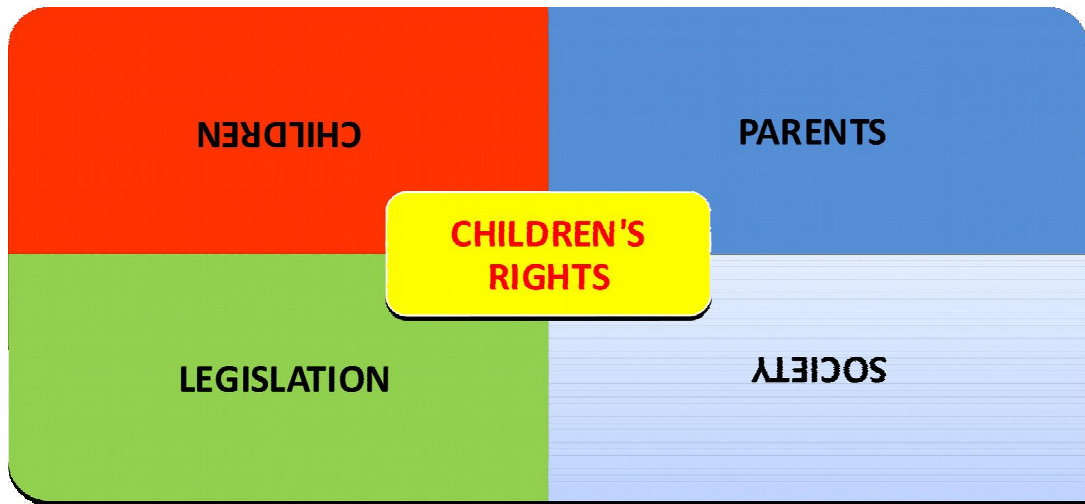 CHILDREN
PARENTS
CHILDREN'S
RIGHTS
LEGISLATION
SOCIETY